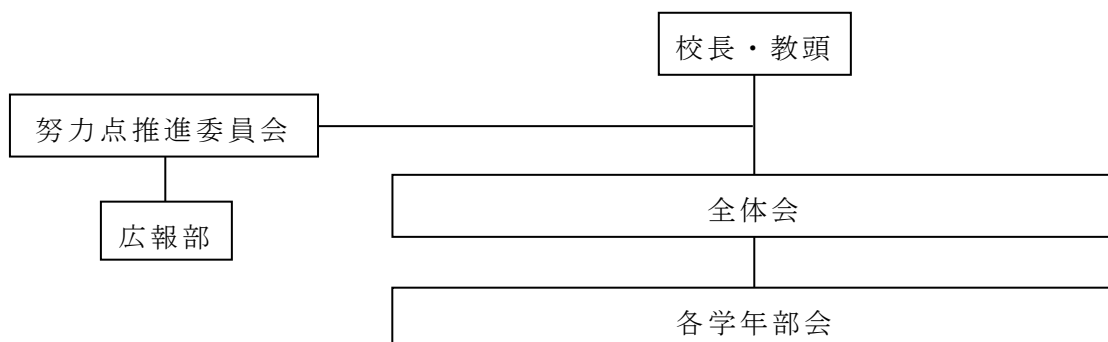 校長・教頭
努力点推進委員会
全体会
広報部
各学年部会